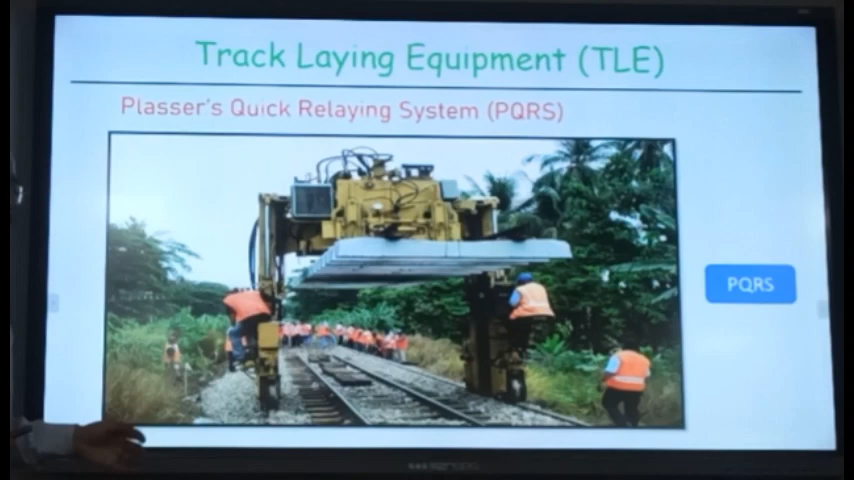 Track Laying Equipment (TLE)
Plasser's Quick Relaying System (PQRS)
PQRS